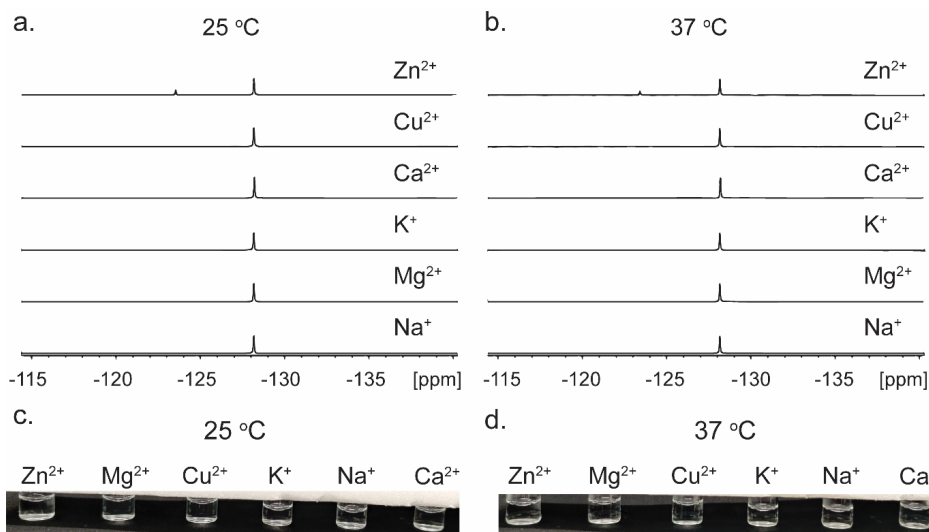 a.
25 °C
Zn²⁺
Cu²⁺
Ca²⁺
K⁺
Mg²⁺
Na⁺
-115 -120 -125 -130 -135 [ppm]
b.
37 °C
Zn²⁺
Cu²⁺
Ca²⁺
K⁺
Mg²⁺
Na⁺
-115 -120 -125 -130 -135 [ppm]
c.
25 °C
Zn²⁺ Mg²⁺ Cu²⁺ K⁺ Na⁺ Ca²⁺
d.
37 °C
Zn²⁺ Mg²⁺ Cu²⁺ K⁺ Na⁺ Ca